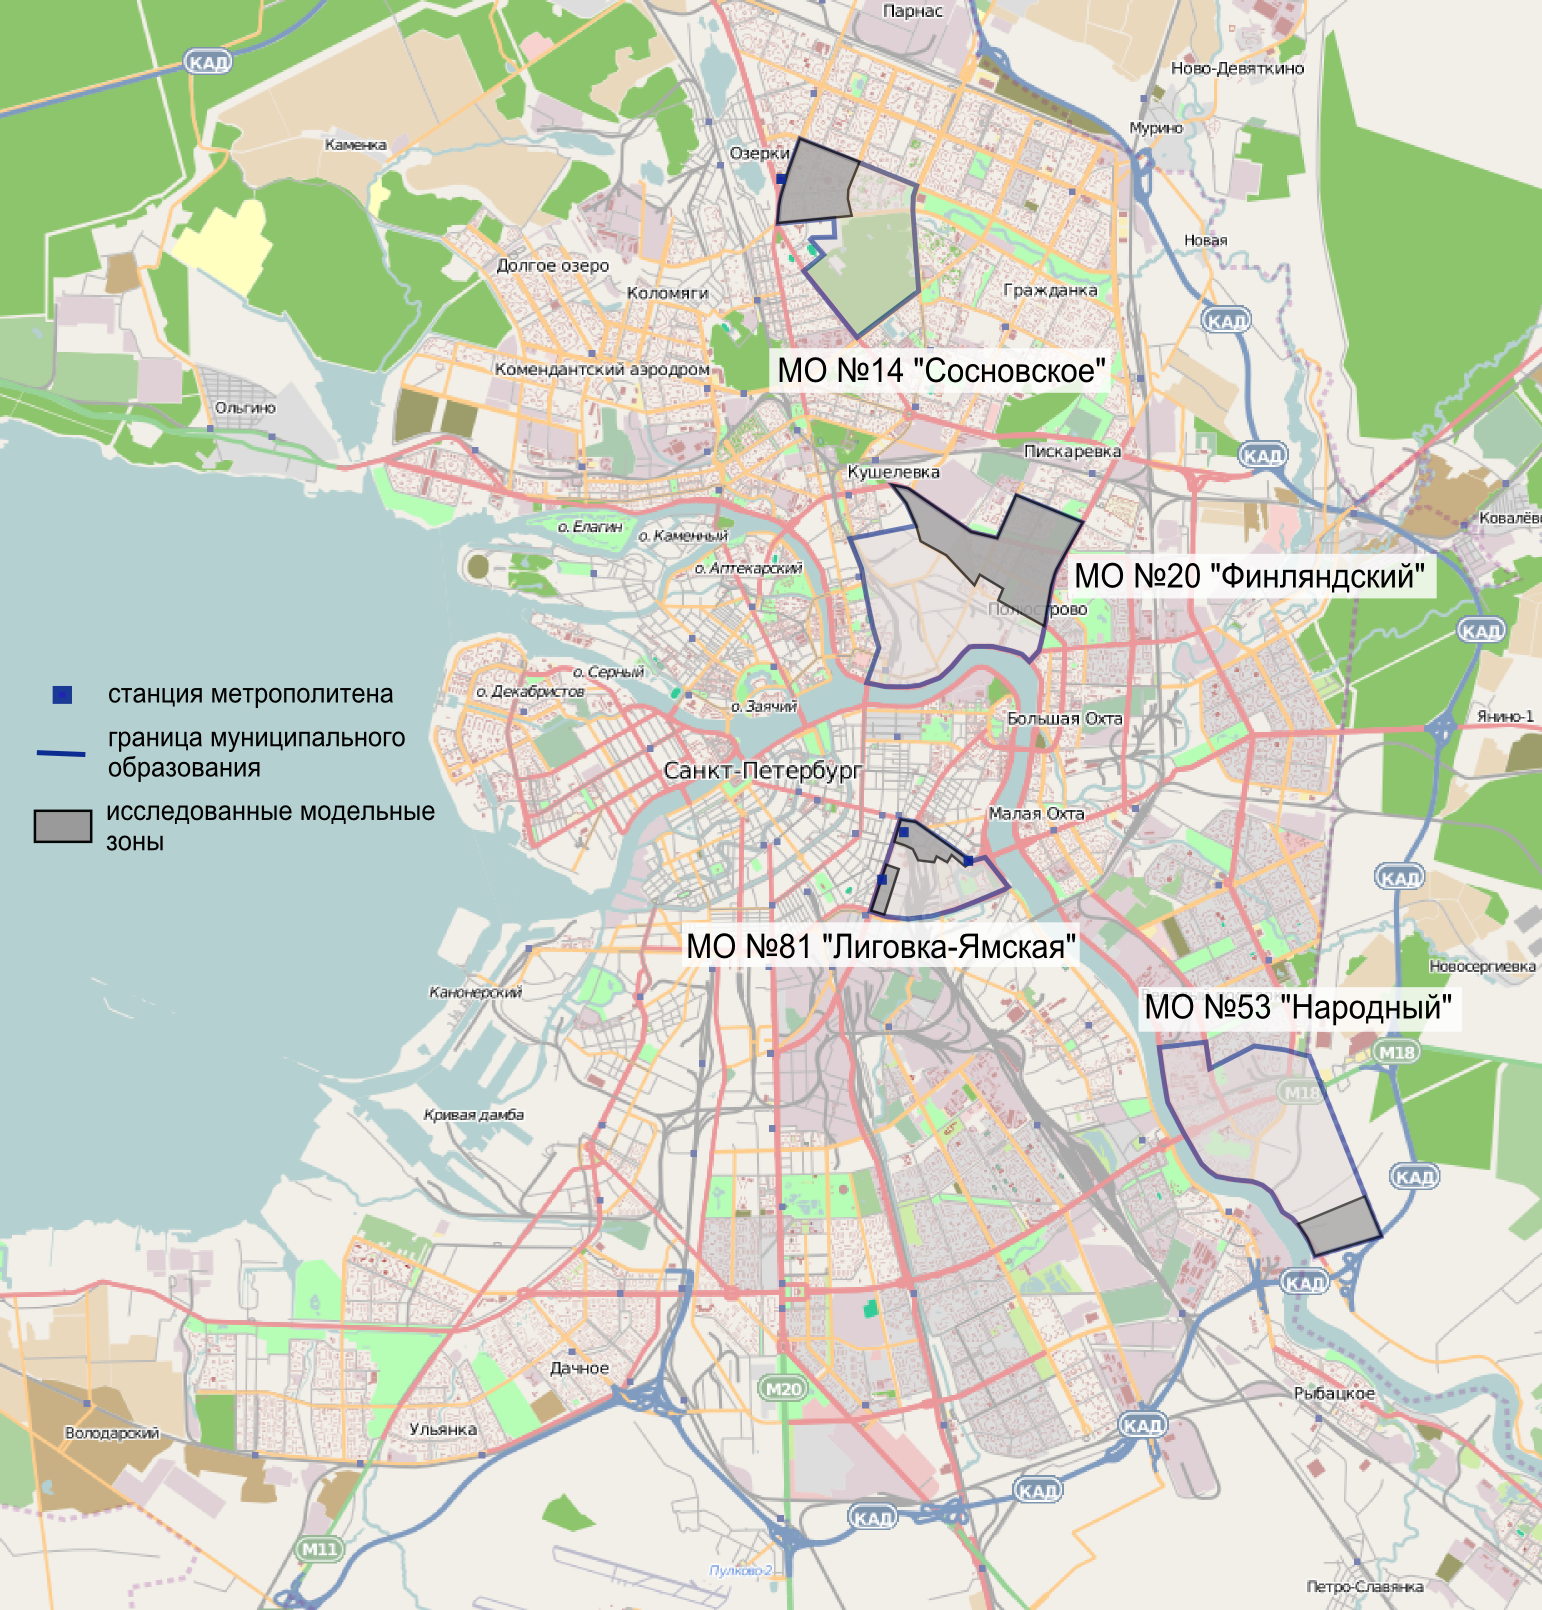 Парнас
КАД
Ново-Девяткино
Мурино
Каменка
Озерки
Новая
Долгое озеро
Коломяги
Гражданка
КАД
МО №14 "Сосновское"
Комендантский аэродром
Ольгино
Пискаревка
КАД
Кушелевка
о. Елагин
о. Каменный
о. Аптекарский
МО №20 "Финляндский"
Полюстрово
КАД
о. Серный
о. Декабристов
о. Заячий
станция метрополитена
Большая Охта
Янино-1
граница муниципального
образования
Санкт-Петербург
исследованные модельные
зоны
Малая Охта
КАД
МО №81 "Лиговка-Ямская"
Новосергиевка
Канонерский
МО №53 "Народный"
М18
М18
Кривая дамба
КАД
КАД
Дачное
М20
Рыбацкое
Володарский
Ульянка
КАД
КАД
КАД
М11
Пулково 2
Петро-Славянка